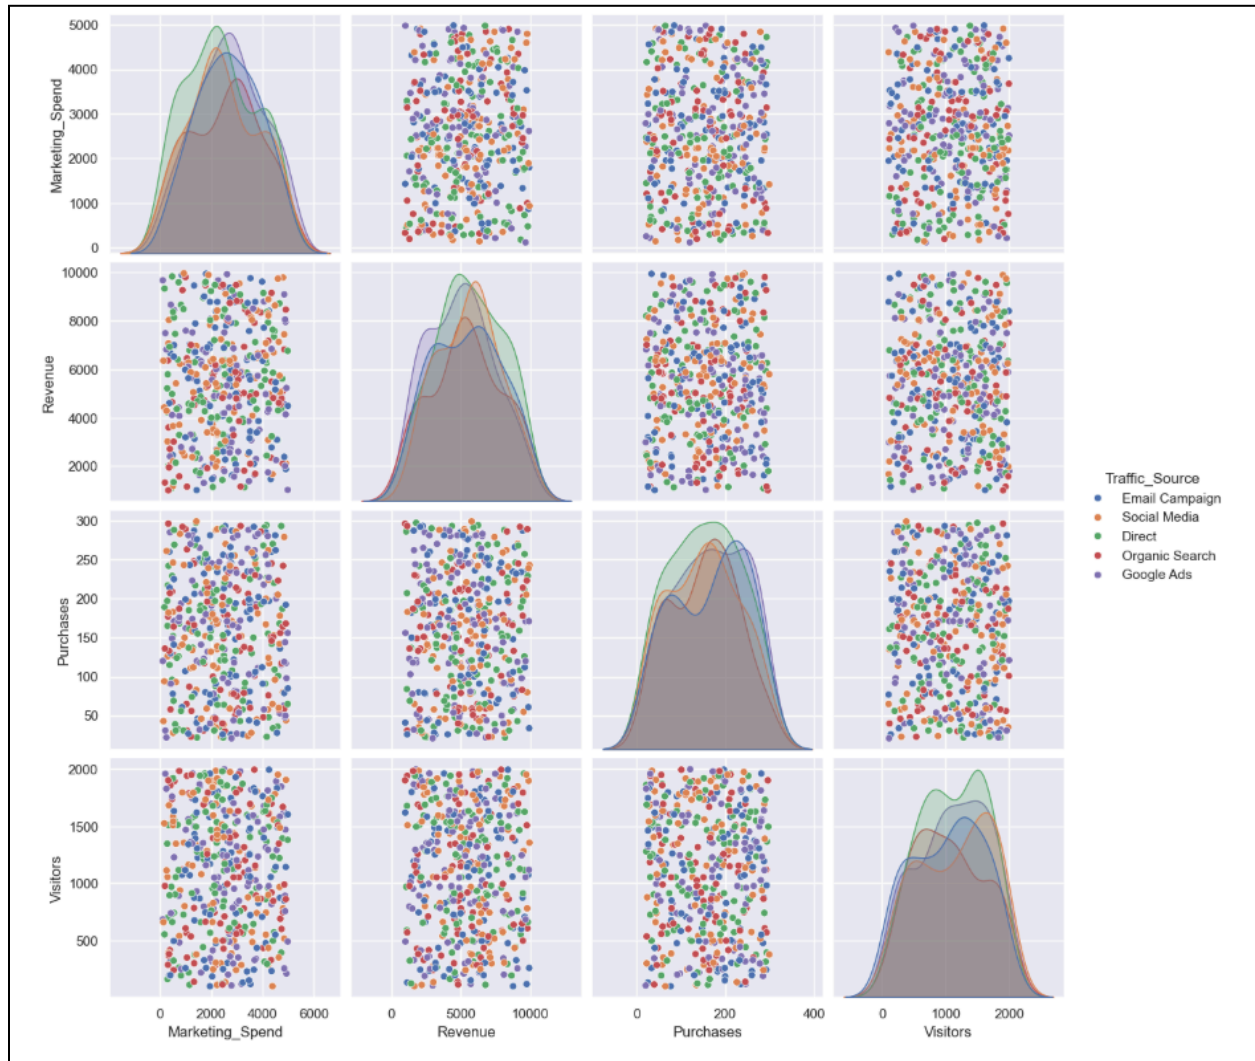 5000
4000
3000
2000
1000
0
Marketing_Spend
10000
8000
6000
4000
2000
Revenue
Traffic_Source
Email Campaign
Social Media
Direct
Organic Search
Google Ads
300
250
200
150
100
50
Purchases
2000
1500
1000
500
Visitors
0 2000 4000 6000
Marketing_Spend
0 5000 10000
Revenue
0 200 400
Purchases
0 1000 2000
Visitors